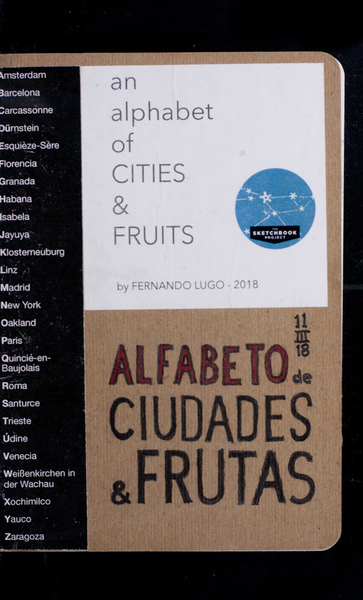 Amsterdam
Barcelona
Carcassonne
Dürnstein
Esquièze-Sère
Florencia
Granada
Habana
Isabela
Jayuya
Klosterneuburg
Linz
Madrid
New York
Oakland
Paris
Quincié-en-
Baujolais
Roma
Santurce
Trieste
Údine
Venecia
Weißenkirchen in
der Wachau
Xochimilco
Yauco
Zaragoza
an
alphabet
of
CITIES
&
FRUITS
THE
SKETCHBOOK
PROJECT
by FERNANDO LUGO - 2018
11
III
18
ALFABETO de
CIUDADES
& FRUTAS